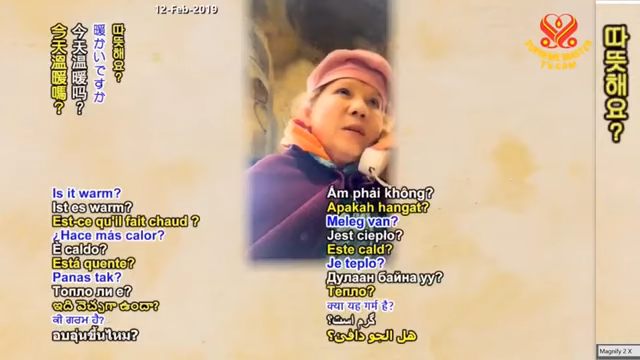 12-Feb-2019
SUPREME MASTER
TV.COM
따뜻해요?
暖かいですか
今天温暖吗?
今天溫暖嗎?
따뜻해요?
Is it warm?
Ist es warm?
Est-ce qu'il fait chaud ?
¿Hace más calor?
È caldo?
Está quente?
Panas tak?
Топло ли е?
ఇది వెచ్చగా ఉందా?
ਕੀ ਗਰਮ ਹੈ?
อบอุ่นขึ้นไหม?
Ấm phải không?
Apakah hangat?
Meleg van?
Jest ciepło?
Este cald?
Je teplo?
Дулаан байна уу?
Тепло?
क्या यह गर्म है?
گرم است؟
هل الجو دافئ؟
Magnify 2 X